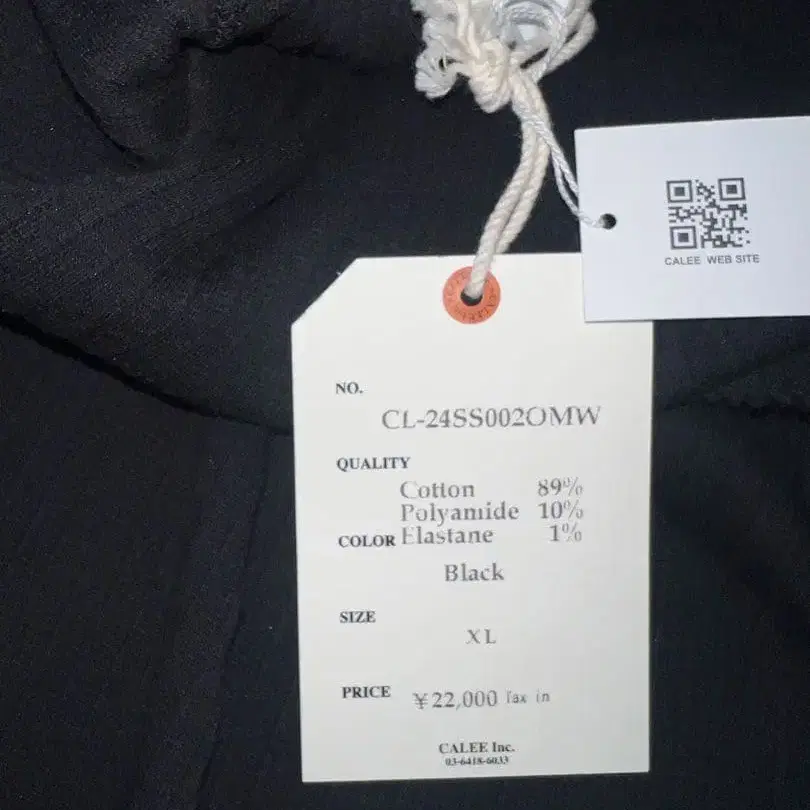 CALEE WEB SITE
NO.
CL-24SS002OMW
QUALITY
Cotton 89%
Polyamide 10%
COLOR Elastane 1%
Black
SIZE
XL
PRICE ¥22,000 Tax in
CALEE Inc.
03-6418-6033